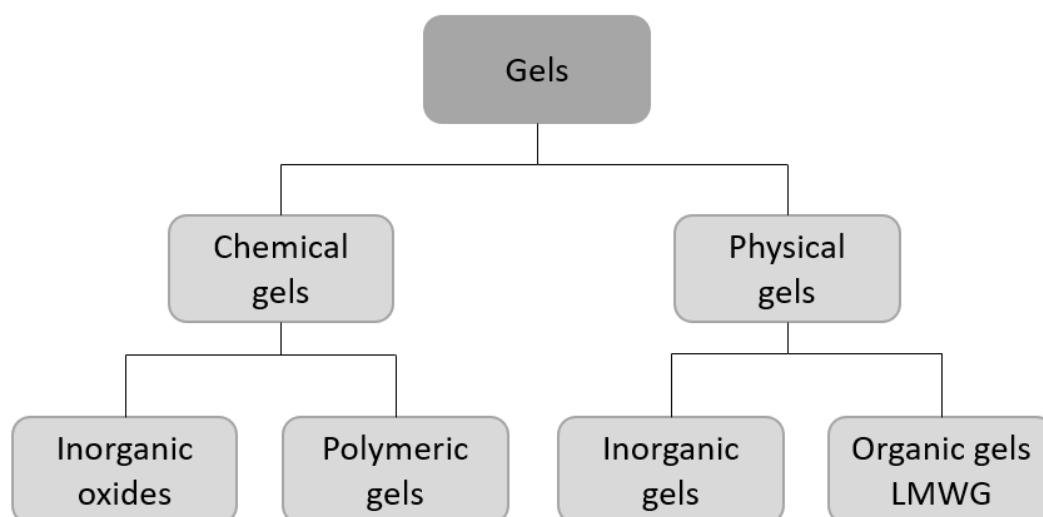 Gels
Chemical
gels
Physical
gels
Inorganic
oxides
Polymeric
gels
Inorganic
gels
Organic gels
LMWG